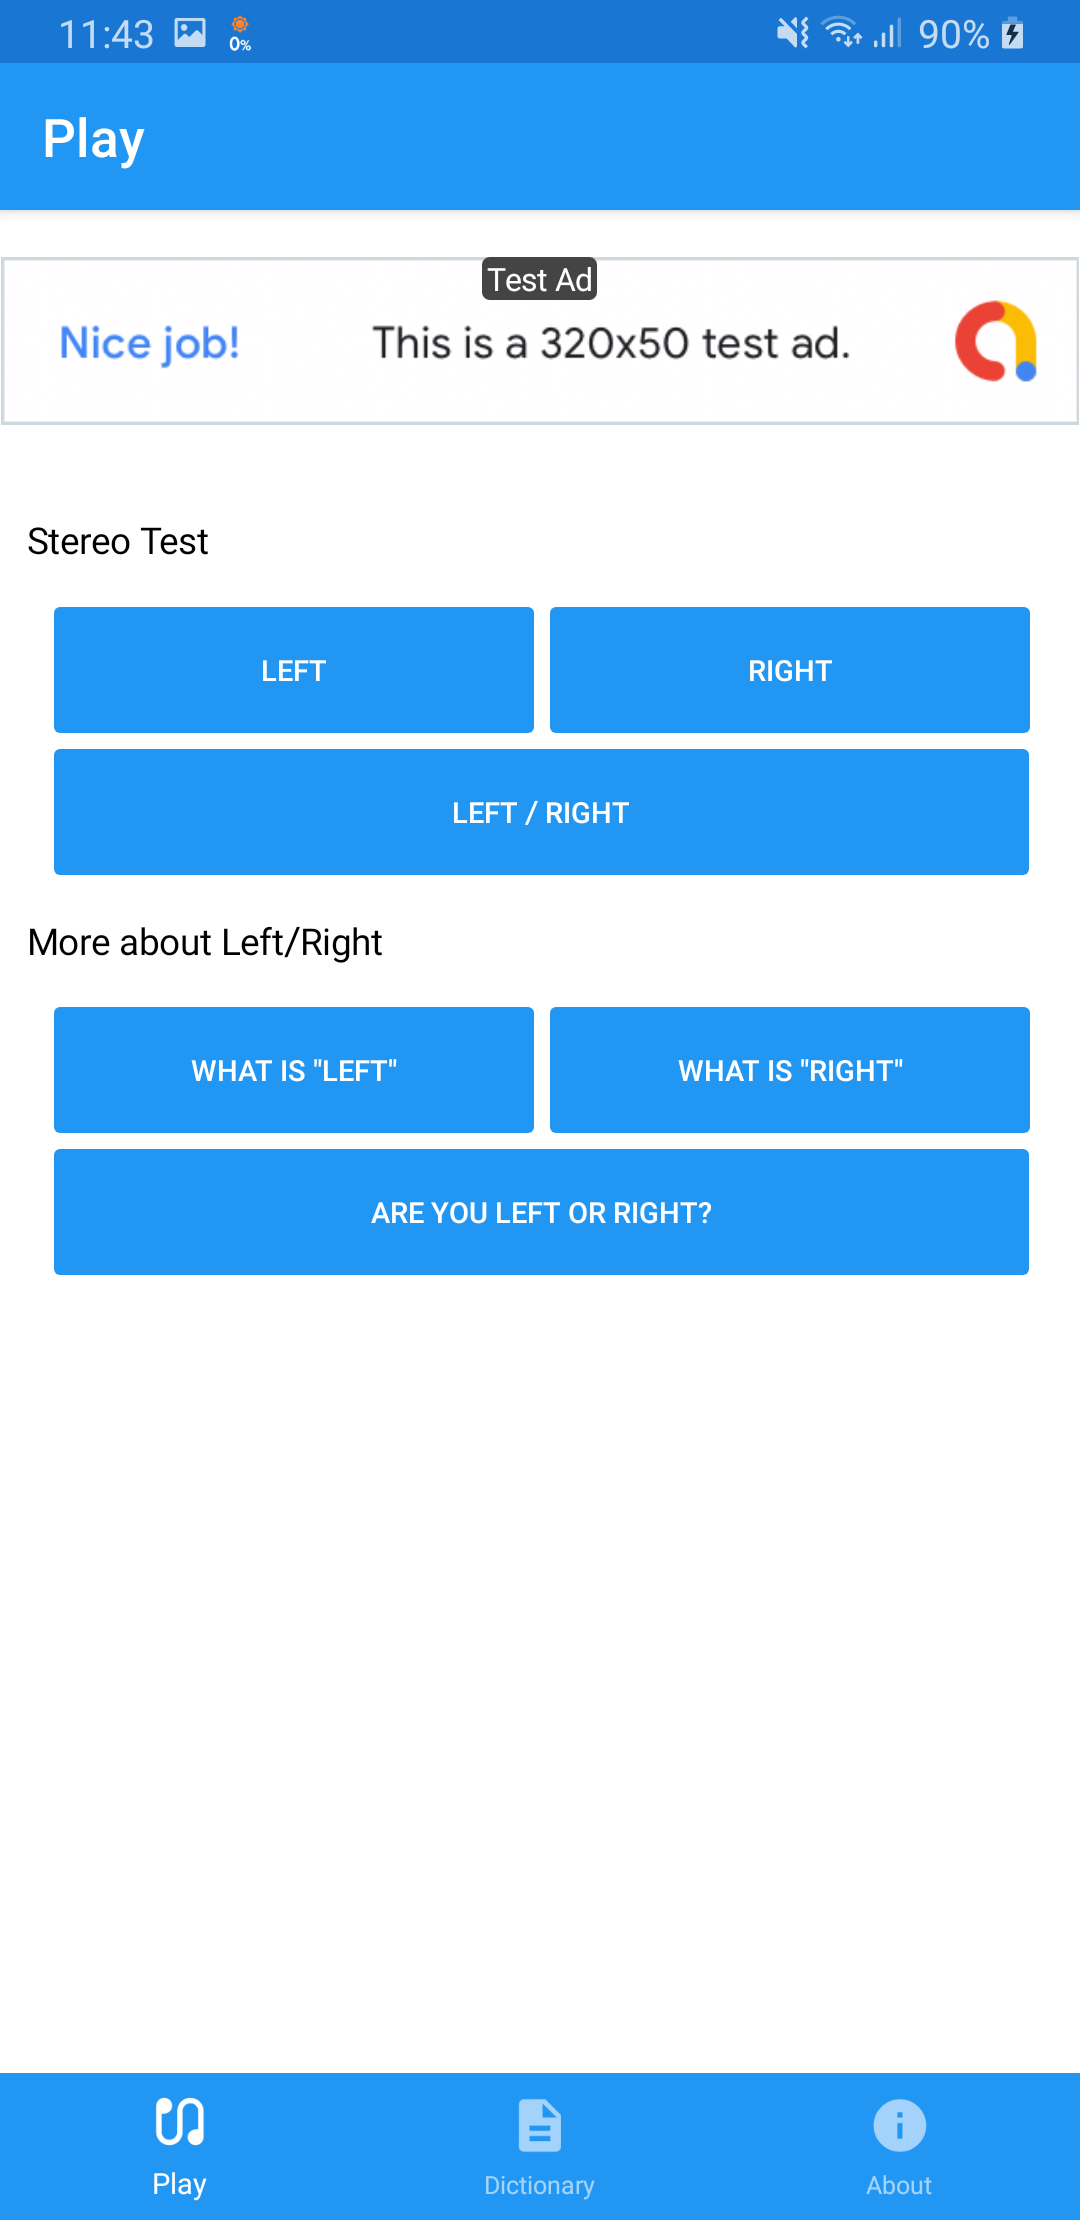 11:43 0% 90%
Play
Test Ad
Nice job! This is a 320x50 test ad.
Stereo Test
LEFT RIGHT
LEFT / RIGHT
More about Left/Right
WHAT IS "LEFT" WHAT IS "RIGHT"
ARE YOU LEFT OR RIGHT?
Play Dictionary About